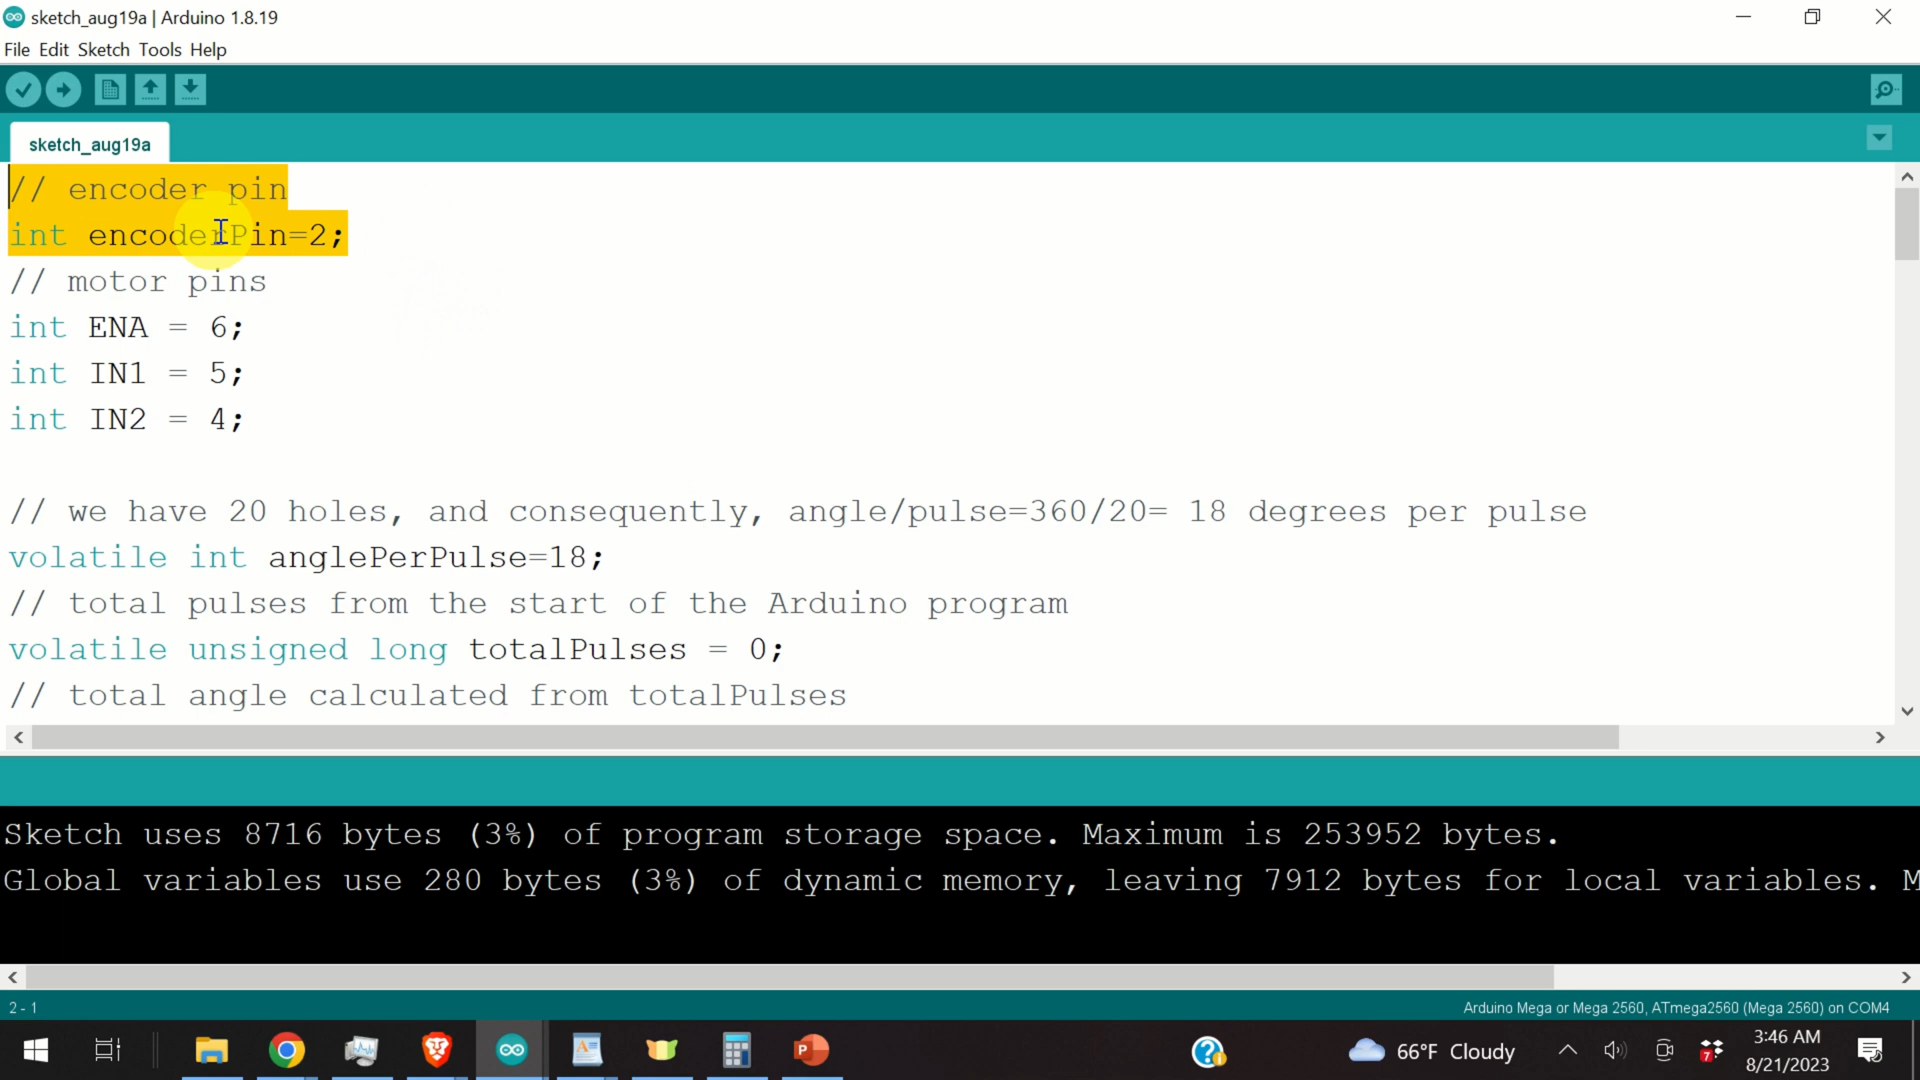 sketch_aug19a | Arduino 1.8.19
File Edit Sketch Tools Help
sketch_aug19a
// encoder pin
int encoderPin=2;
// motor pins
int ENA = 6;
int IN1 = 5;
int IN2 = 4;
// we have 20 holes, and consequently, angle/pulse=360/20= 18 degrees per pulse
volatile int anglePerPulse=18;
// total pulses from the start of the Arduino program
volatile unsigned long totalPulses = 0;
// total angle calculated from totalPulses
Sketch uses 8716 bytes (3%) of program storage space. Maximum is 253952 bytes.
Global variables use 280 bytes (3%) of dynamic memory, leaving 7912 bytes for local variables. M
2 - 1
Arduino Mega or Mega 2560, ATmega2560 (Mega 2560) on COM4
66°F Cloudy
7
3:46 AM
8/21/2023